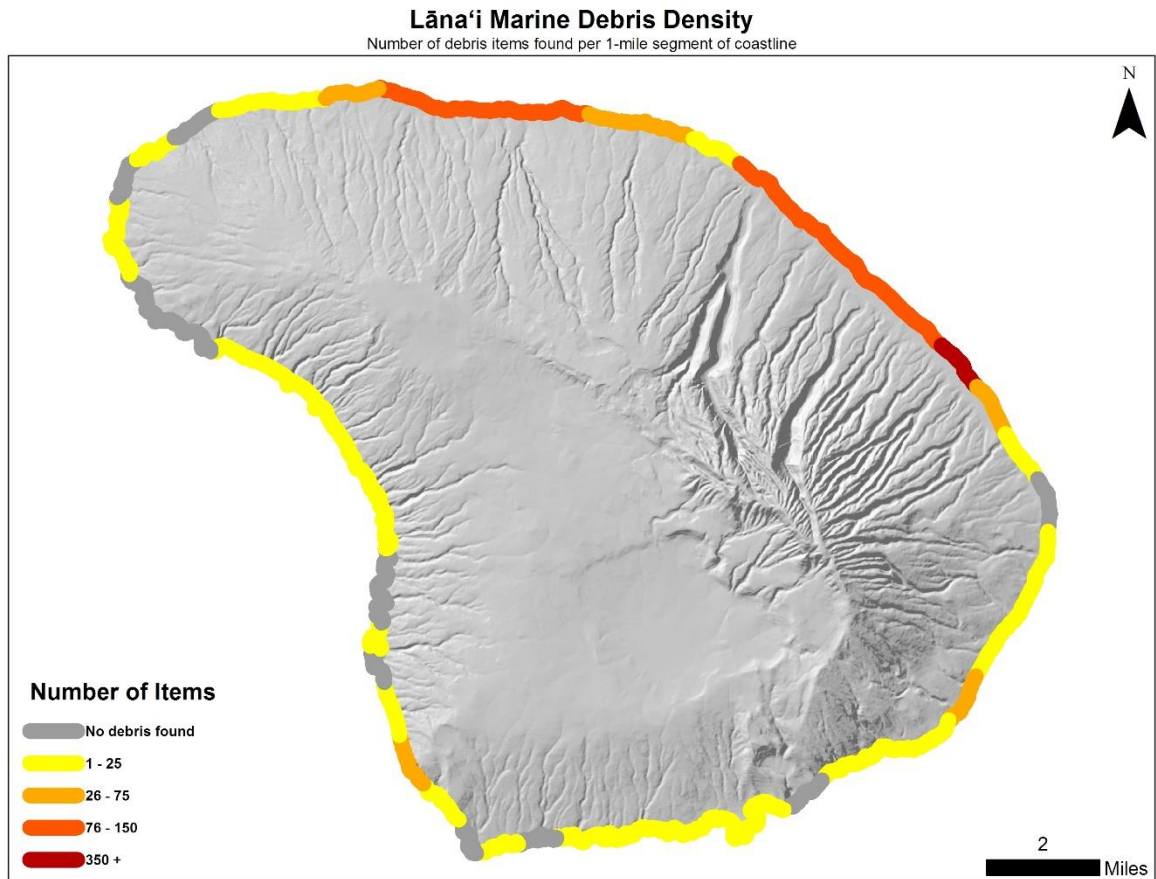 Lāna‘i Marine Debris Density
Number of debris items found per 1-mile segment of coastline
N
Number of Items
No debris found
1 - 25
26 - 75
76 - 150
350 +
2
Miles